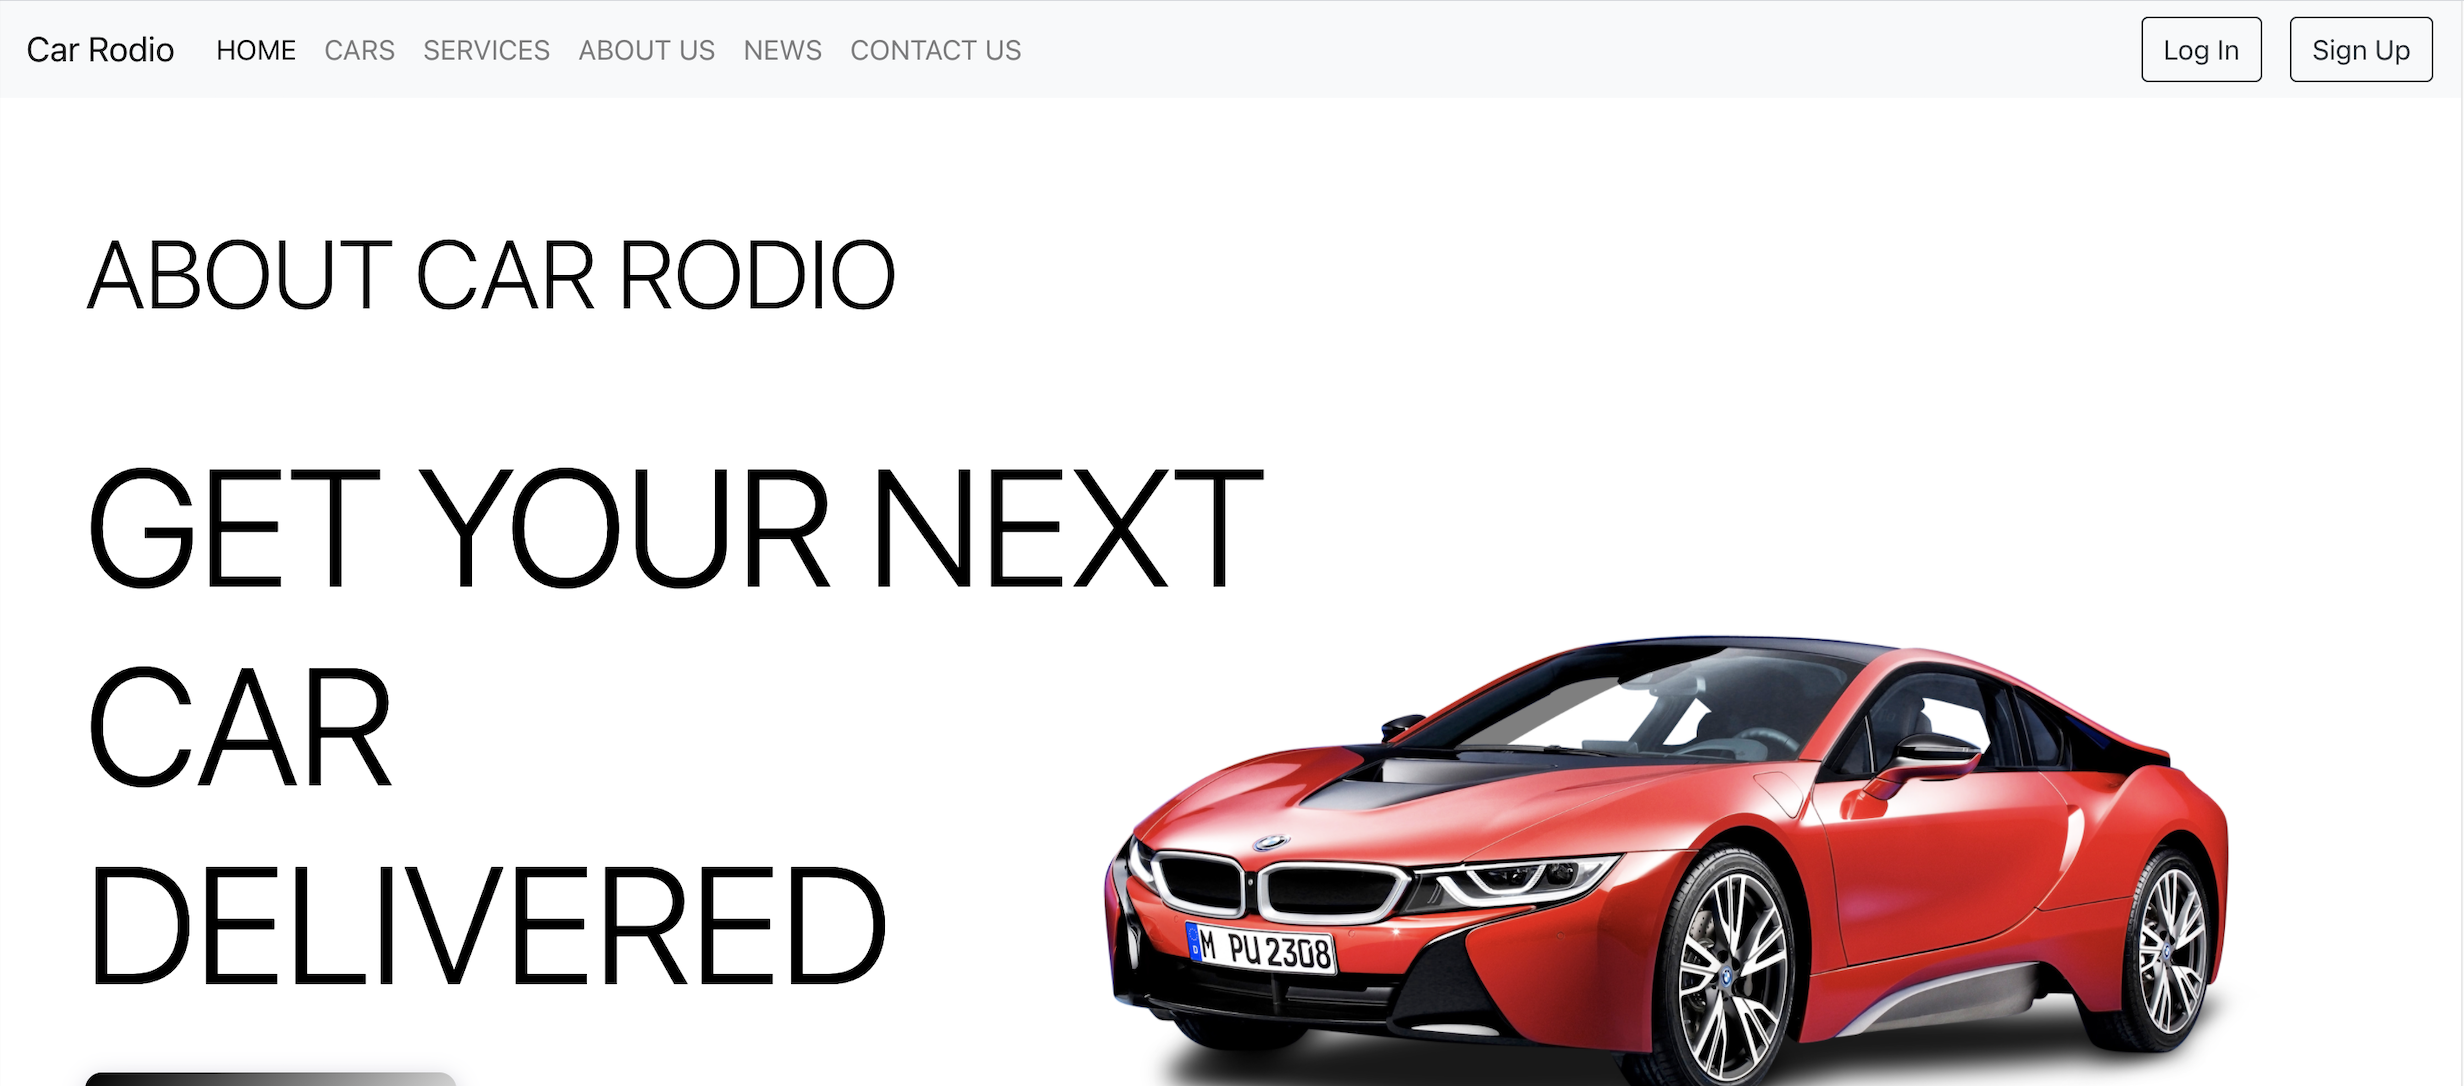 Car Rodio HOME CARS SERVICES ABOUT US NEWS CONTACT US Log In Sign Up
ABOUT CAR RODIO
GET YOUR NEXT
CAR
DELIVERED
M PU 2308